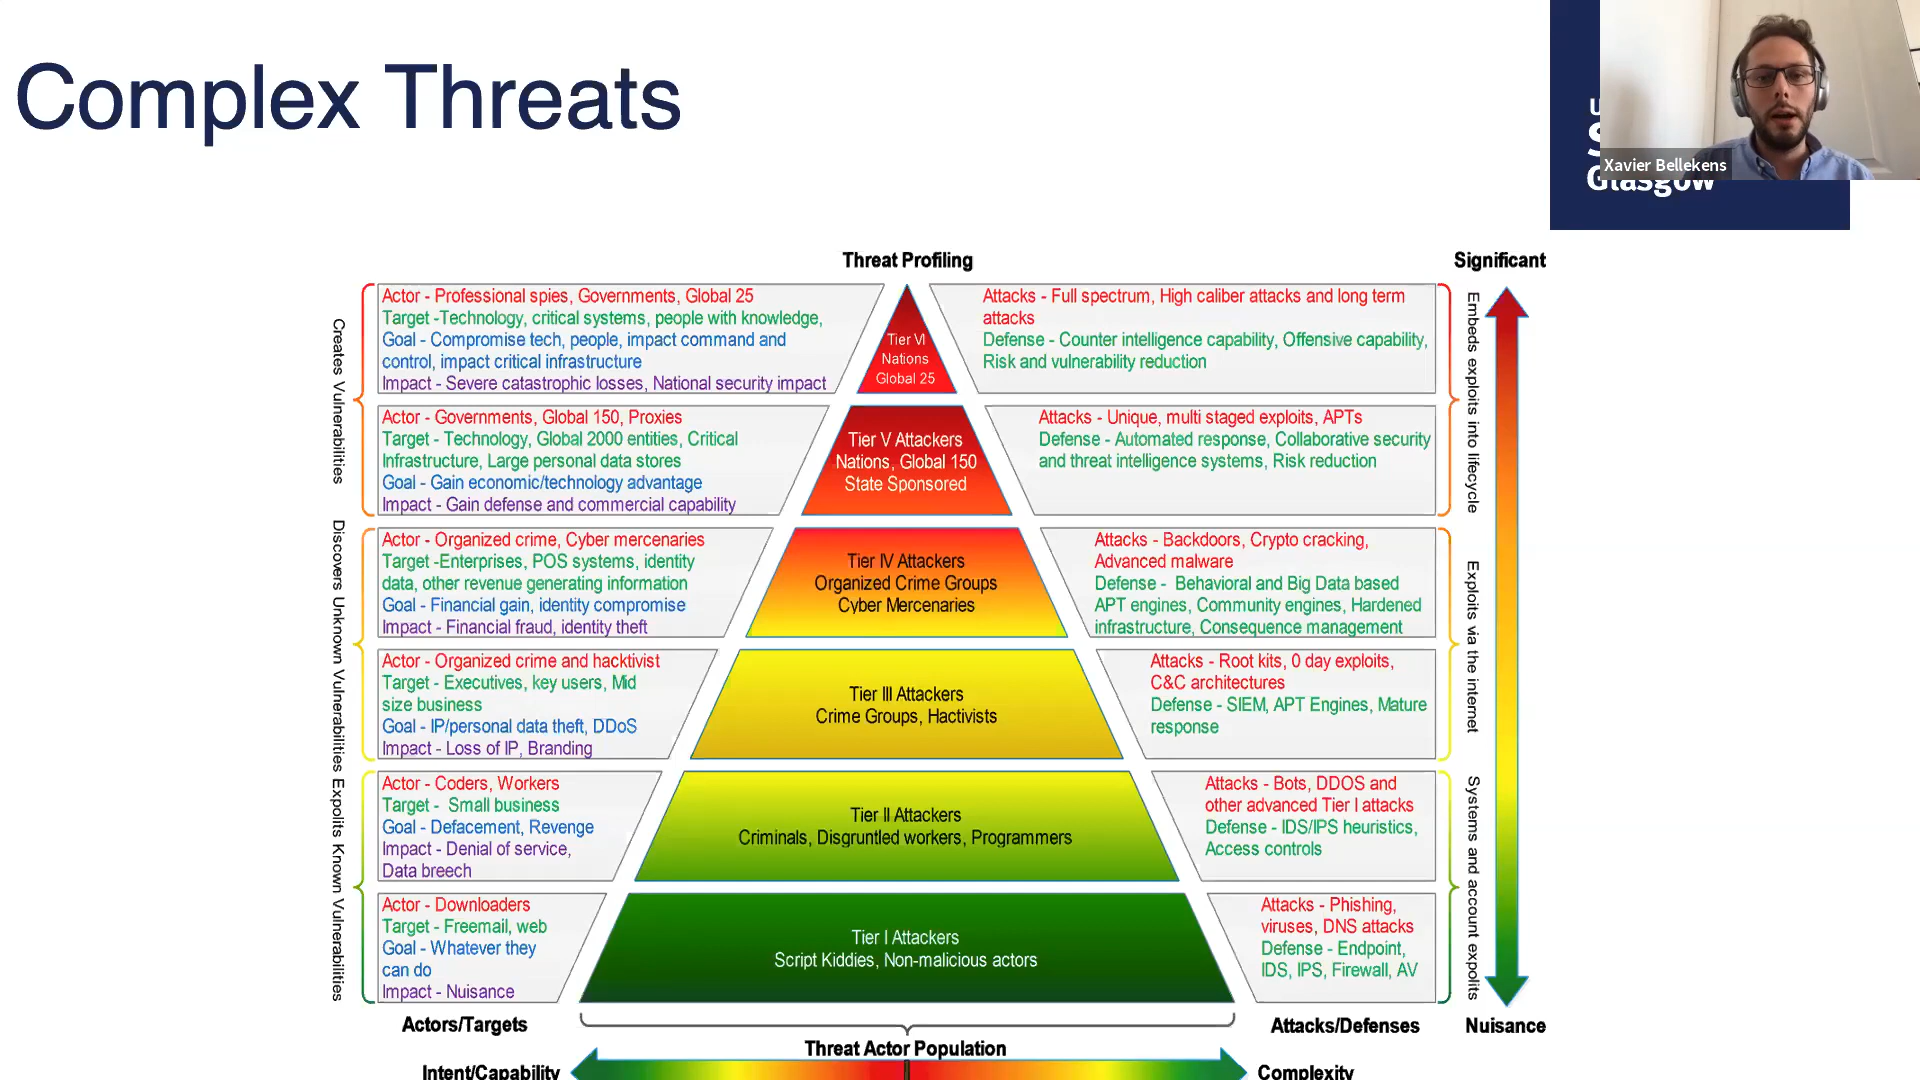 Complex Threats
U
S
Glasgow
Xavier Bellekens
Threat Profiling
Significant
Actor - Professional spies, Governments, Global 25
Target -Technology, critical systems, people with knowledge,
Goal - Compromise tech, people, impact command and
control, impact critical infrastructure
Impact - Severe catastrophic losses, National security impact
Tier VI
Nations
Global 25
Attacks - Full spectrum, High caliber attacks and long term
attacks
Defense - Counter intelligence capability, Offensive capability,
Risk and vulnerability reduction
Actor - Governments, Global 150, Proxies
Target - Technology, Global 2000 entities, Critical
Infrastructure, Large personal data stores
Goal - Gain economic/technology advantage
Impact - Gain defense and commercial capability
Tier V Attackers
Nations, Global 150
State Sponsored
Attacks - Unique, multi staged exploits, APTs
Defense - Automated response, Collaborative security
and threat intelligence systems, Risk reduction
Actor - Organized crime, Cyber mercenaries
Target -Enterprises, POS systems, identity
data, other revenue generating information
Goal - Financial gain, identity compromise
Impact - Financial fraud, identity theft
Tier IV Attackers
Organized Crime Groups
Cyber Mercenaries
Attacks - Backdoors, Crypto cracking,
Advanced malware
Defense - Behavioral and Big Data based
APT engines, Community engines, Hardened
infrastructure, Consequence management
Actor - Organized crime and hacktivist
Target - Executives, key users, Mid
size business
Goal - IP/personal data theft, DDoS
Impact - Loss of IP, Branding
Tier III Attackers
Crime Groups, Hactivists
Attacks - Root kits, 0 day exploits,
C&C architectures
Defense - SIEM, APT Engines, Mature
response
Actor - Coders, Workers
Target - Small business
Goal - Defacement, Revenge
Impact - Denial of service,
Data breech
Tier II Attackers
Criminals, Disgruntled workers, Programmers
Attacks - Bots, DDOS and
other advanced Tier I attacks
Defense - IDS/IPS heuristics,
Access controls
Actor - Downloaders
Target - Freemail, web
Goal - Whatever they
can do
Impact - Nuisance
Tier I Attackers
Script Kiddies, Non-malicious actors
Attacks - Phishing,
viruses, DNS attacks
Defense - Endpoint,
IDS, IPS, Firewall, AV
Creates Vulnerabilities
Discovers Unknown Vulnerabilities
Expolits Known Vulnerabilities
Embeds exploits into lifecycle
Exploits via the internet
Systems and account expolits
Actors/Targets
Attacks/Defenses
Nuisance
Threat Actor Population
Intent/Capability
Complexity